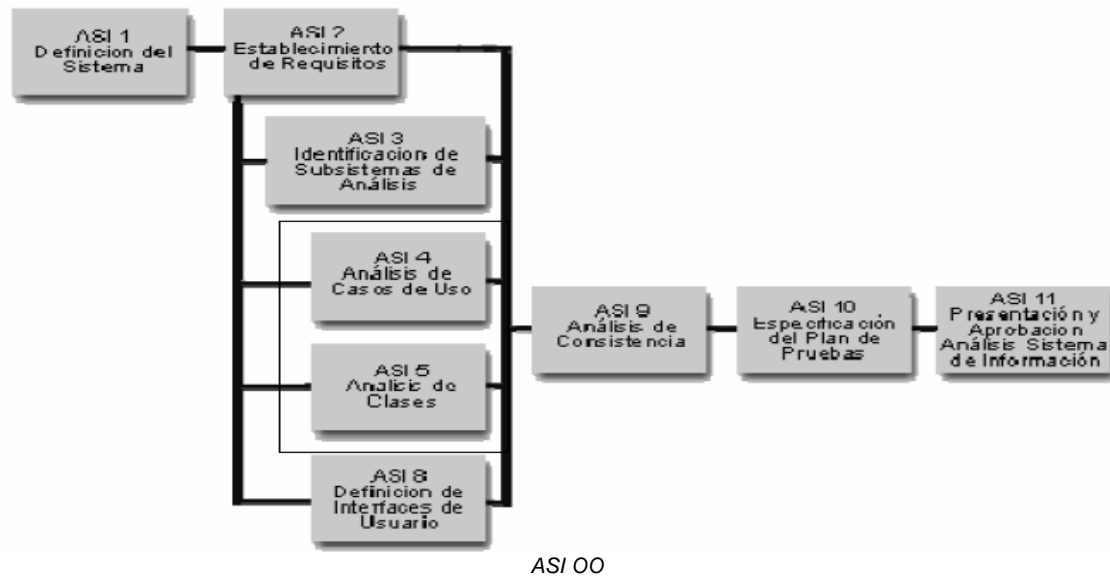 ASI 1
Definicion del
Sistema
ASI 2
Establecimiento
de Requisitos
ASI 3
Identificacion de
Subsistemas de
Análisis
ASI 4
Análisis de
Casos de Uso
ASI 5
Analisis de
Clases
ASI 8
Definicion de
Interfaces de
Usuario
ASI 9
Análisis de
Consistencia
ASI 10
Especificación
del Plan de
Pruebas
ASI 11
Presentación y
Aprobacion
Análisis Sistema
de Información
ASI OO